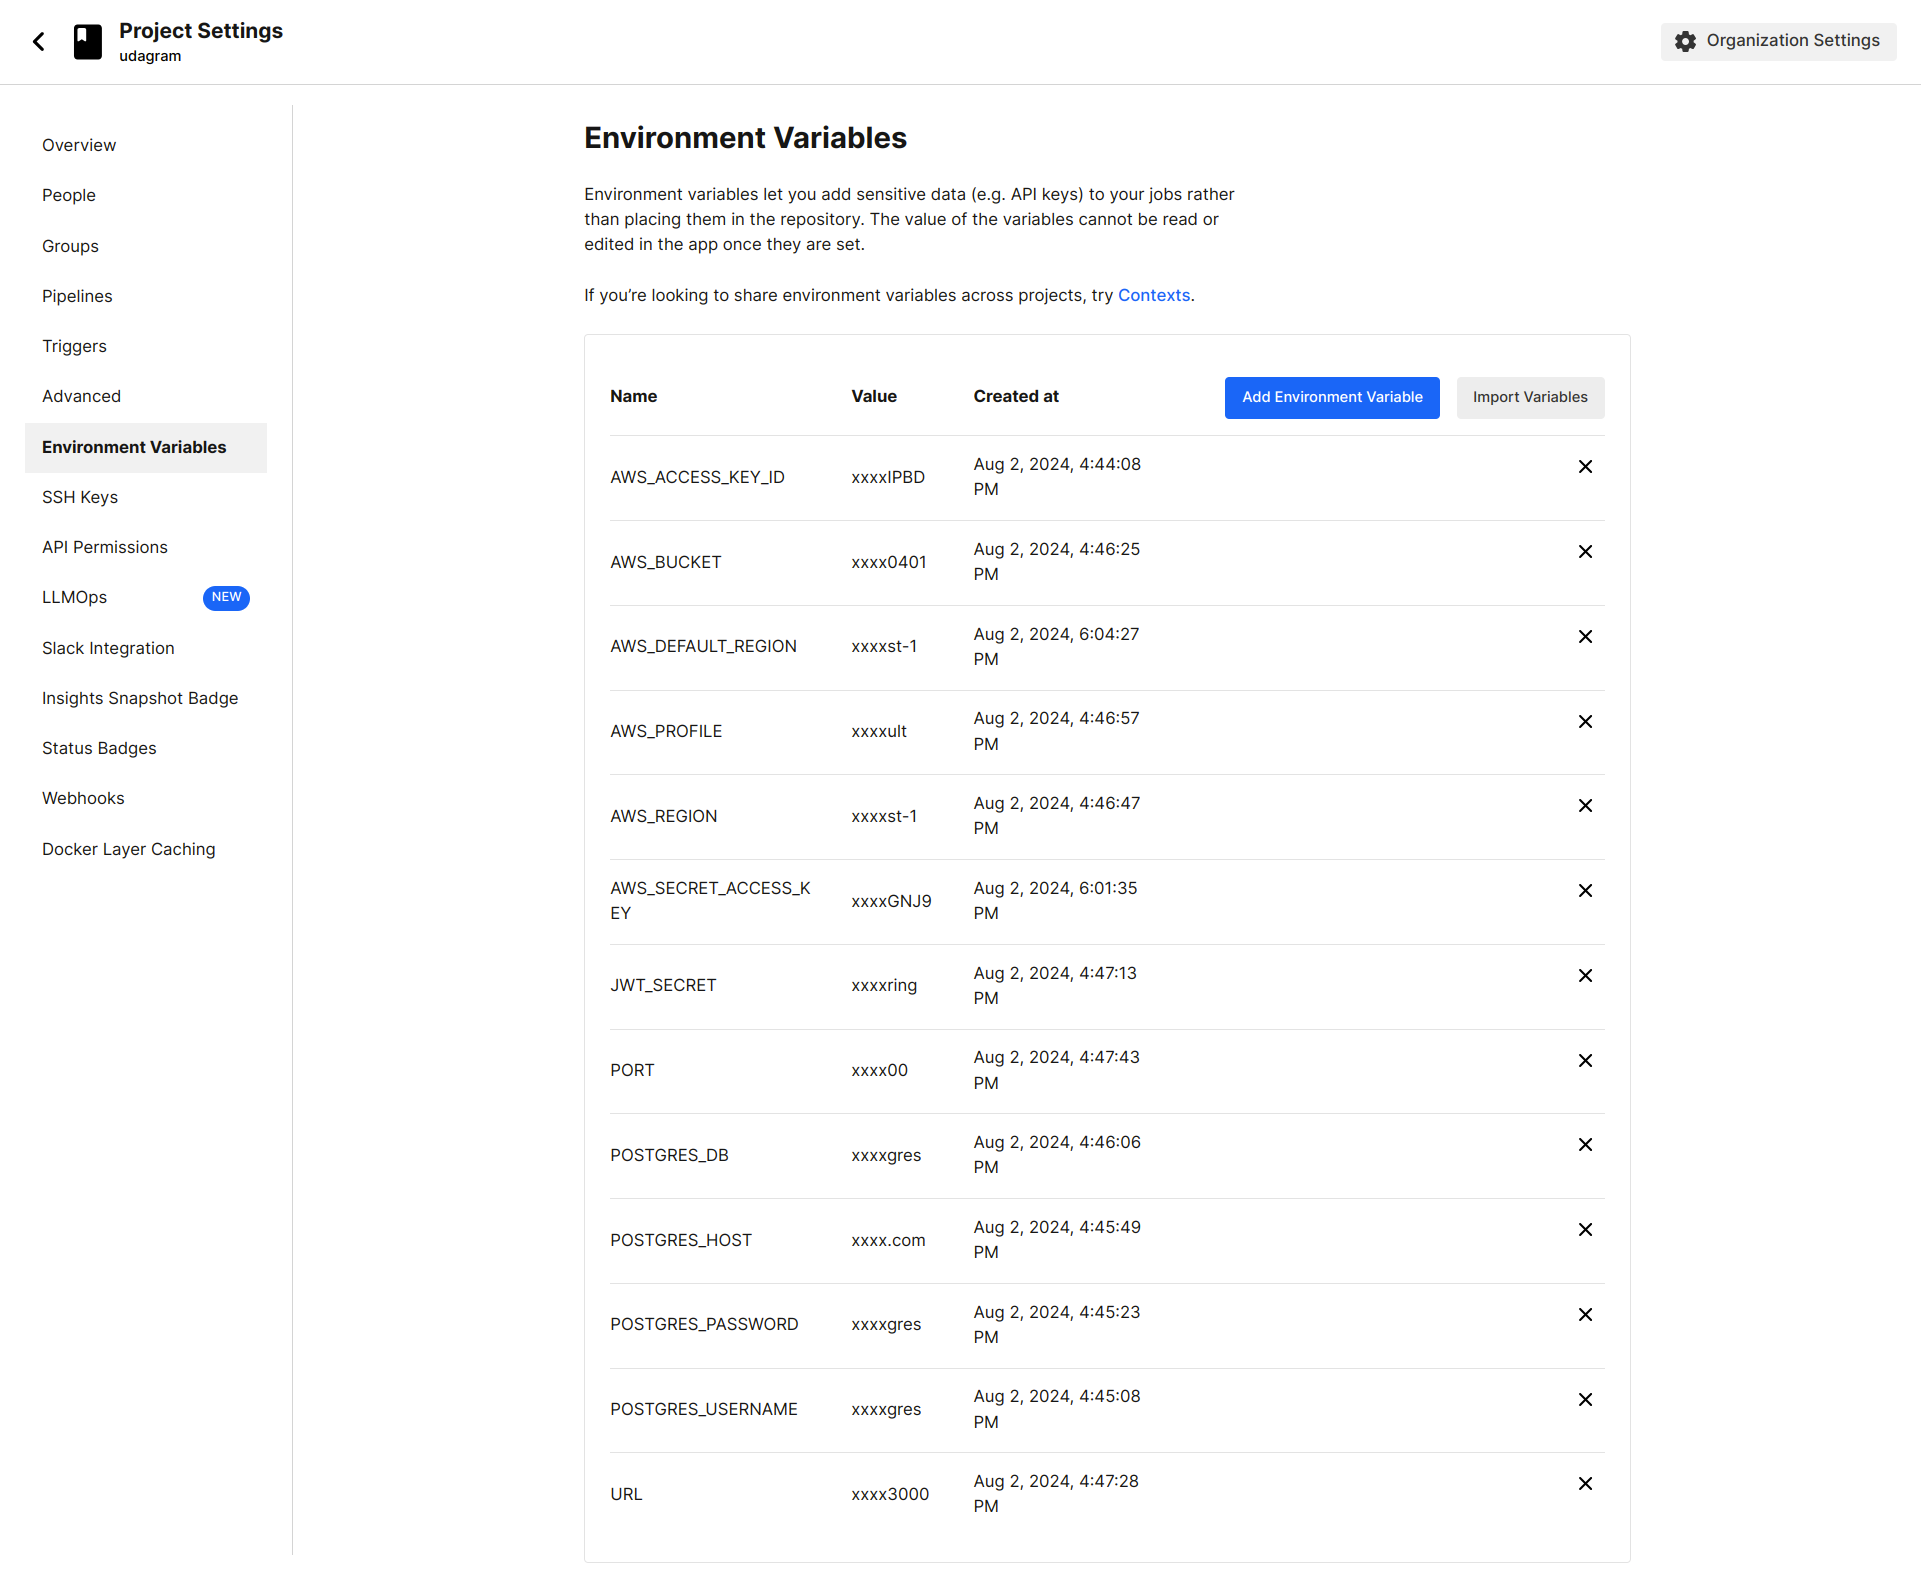 Project Settings
udagram
Organization Settings
Overview
People
Groups
Pipelines
Triggers
Advanced
Environment Variables
SSH Keys
API Permissions
LLMOps NEW
Slack Integration
Insights Snapshot Badge
Status Badges
Webhooks
Docker Layer Caching
Environment Variables
Environment variables let you add sensitive data (e.g. API keys) to your jobs rather
than placing them in the repository. The value of the variables cannot be read or
edited in the app once they are set.
If you’re looking to share environment variables across projects, try Contexts.
Name Value Created at Add Environment Variable Import Variables
AWS_ACCESS_KEY_ID xxxxIPBD Aug 2, 2024, 4:44:08
PM
AWS_BUCKET xxxx0401 Aug 2, 2024, 4:46:25
PM
AWS_DEFAULT_REGION xxxxst-1 Aug 2, 2024, 6:04:27
PM
AWS_PROFILE xxxxult Aug 2, 2024, 4:46:57
PM
AWS_REGION xxxxst-1 Aug 2, 2024, 4:46:47
PM
AWS_SECRET_ACCESS_K xxxxGNJ9 Aug 2, 2024, 6:01:35
EY PM
JWT_SECRET xxxxring Aug 2, 2024, 4:47:13
PM
PORT xxxx00 Aug 2, 2024, 4:47:43
PM
POSTGRES_DB xxxxgres Aug 2, 2024, 4:46:06
PM
POSTGRES_HOST xxxx.com Aug 2, 2024, 4:45:49
PM
POSTGRES_PASSWORD xxxxgres Aug 2, 2024, 4:45:23
PM
POSTGRES_USERNAME xxxxgres Aug 2, 2024, 4:45:08
PM
URL xxxx3000 Aug 2, 2024, 4:47:28
PM